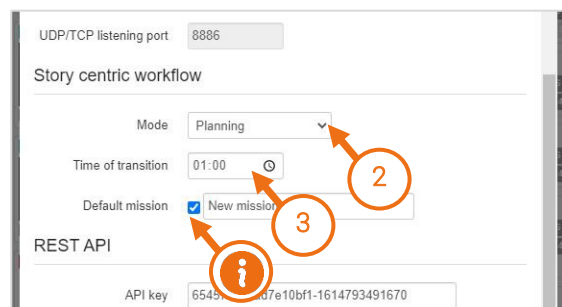 UDP/TCP listening port 8886
Story centric workflow
Mode Planning
2
Time of transition 01:00
Default mission New mission
3
REST API
i
API key 6545 d7e10bf1-1614793491670